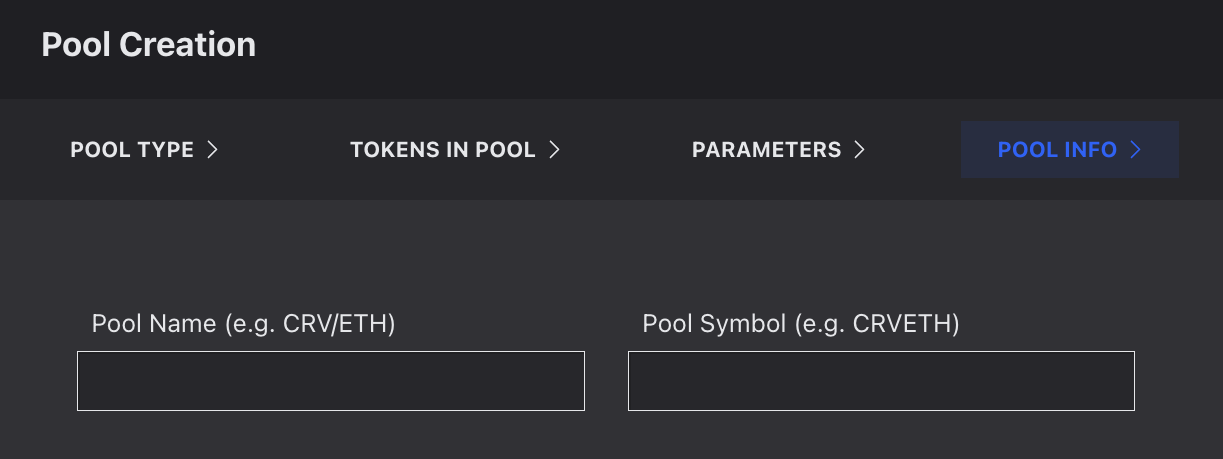 Pool Creation
POOL TYPE > TOKENS IN POOL > PARAMETERS > POOL INFO >
Pool Name (e.g. CRV/ETH) Pool Symbol (e.g. CRVETH)